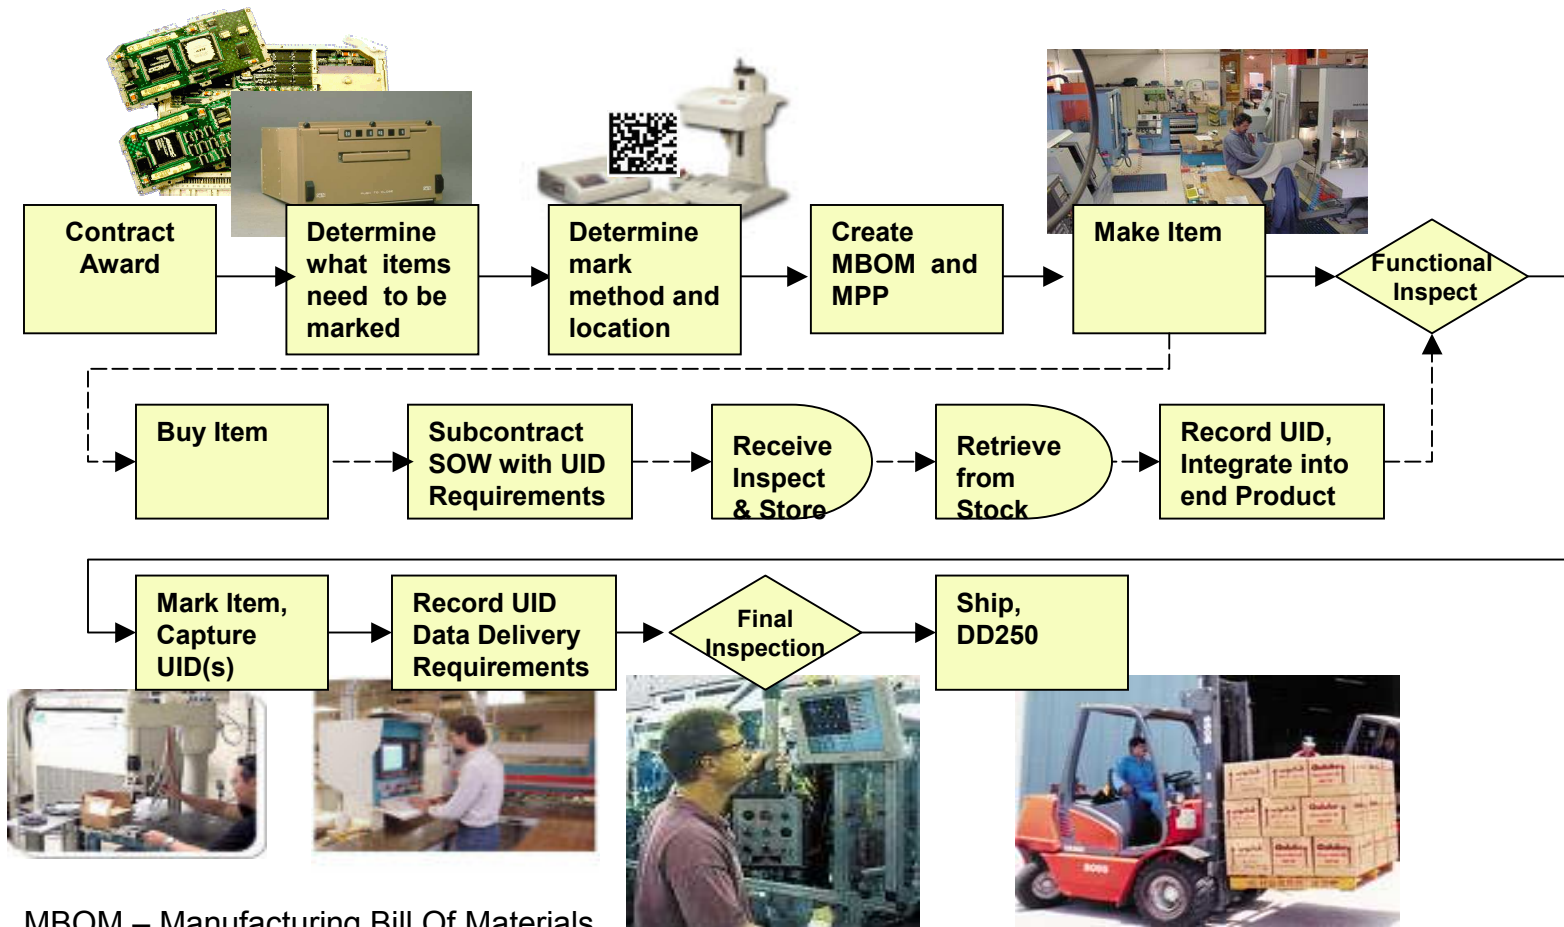 Contract
Award
Determine
what items
need to be
marked
Determine
mark
method and
location
Create
MBOM and
MPP
Make Item
Functional
Inspect
Buy Item
Subcontract
SOW with UID
Requirements
Receive
Inspect
& Store
Retrieve
from
Stock
Record UID,
Integrate into
end Product
Mark Item,
Capture
UID(s)
Record UID
Data Delivery
Requirements
Final
Inspection
Ship,
DD250
MBOM – Manufacturing Bill Of Materials